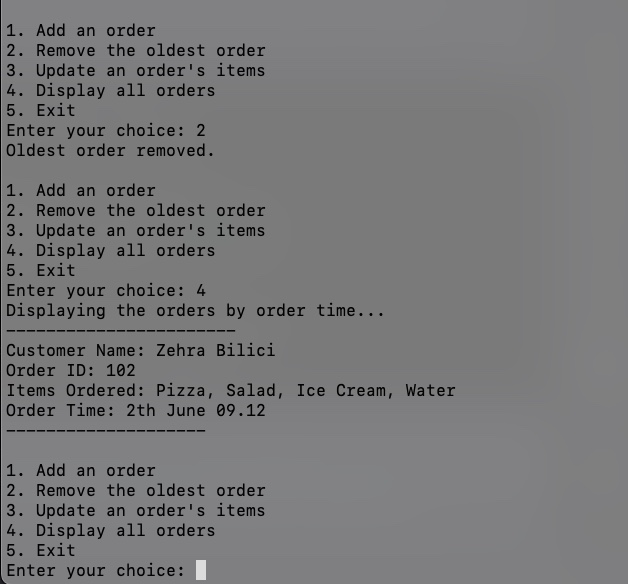 1. Add an order
2. Remove the oldest order
3. Update an order's items
4. Display all orders
5. Exit
Enter your choice: 2
Oldest order removed.
1. Add an order
2. Remove the oldest order
3. Update an order's items
4. Display all orders
5. Exit
Enter your choice: 4
Displaying the orders by order time...
-----------------------
Customer Name: Zehra Bilici
Order ID: 102
Items Ordered: Pizza, Salad, Ice Cream, Water
Order Time: 2th June 09.12
--------------------
1. Add an order
2. Remove the oldest order
3. Update an order's items
4. Display all orders
5. Exit
Enter your choice: